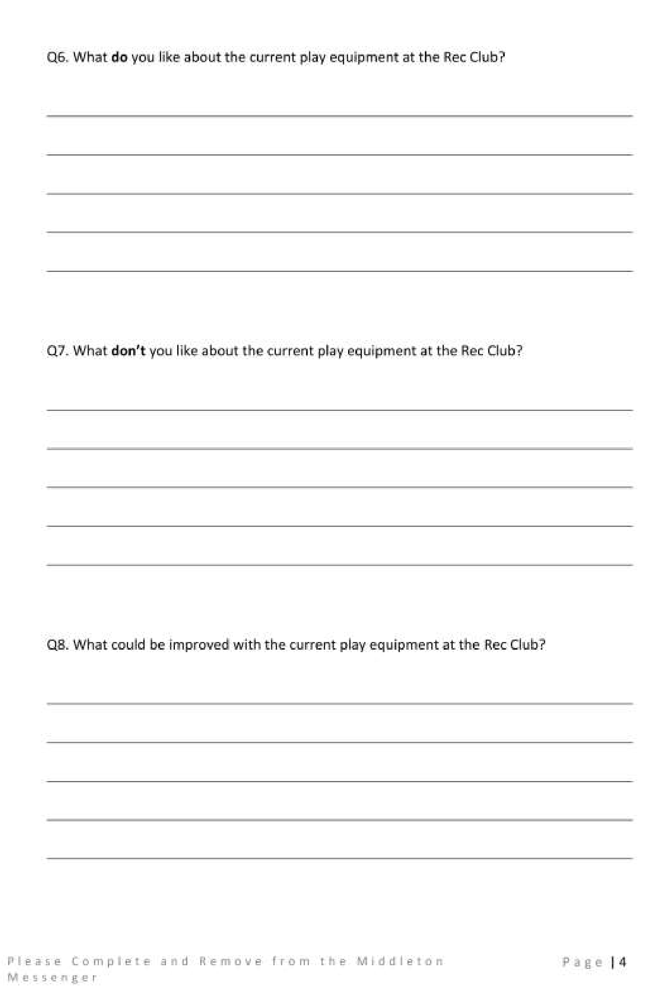 Q6. What do you like about the current play equipment at the Rec Club?
Q7. What don't you like about the current play equipment at the Rec Club?
Q8. What could be improved with the current play equipment at the Rec Club?
Please Complete and Remove from the Middleton
Messenger
Page | 4